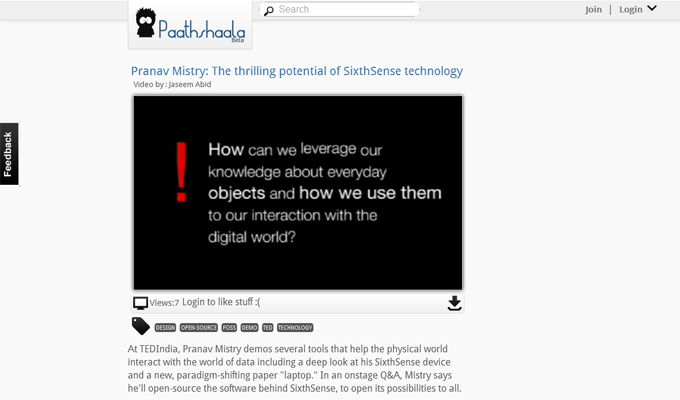 Paathshaala
Beta
Search
Join | Login
Feedback
Pranav Mistry: The thrilling potential of SixthSense technology
Video by : Jaseem Abid
! How can we leverage our
knowledge about everyday
objects and how we use them
to our interaction with the
digital world?
Views:7 Login to like stuff :(
DESIGN OPEN-SOURCE FOSS DEMO TED TECHNOLOGY
At TEDIndia, Pranav Mistry demos several tools that help the physical world
interact with the world of data including a deep look at his SixthSense device
and a new, paradigm-shifting paper "laptop." In an onstage Q&A, Mistry says
he'll open-source the software behind SixthSense, to open its possibilities to all.